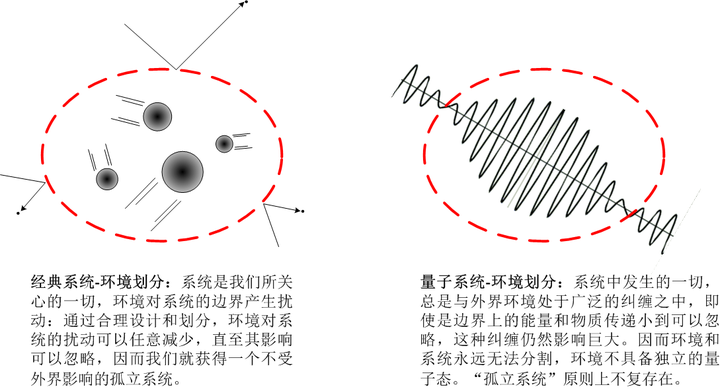 经典系统-环境划分：系统是我们所关
心的一切，环境对系统的边界产生扰
动：通过合理设计和划分，环境对系
统的扰动可以任意减少，直至其影响
可以忽略，因而我们就获得一个不受
外界影响的孤立系统。
量子系统-环境划分：系统中发生的一切，
总是与外界环境处于广泛的纠缠之中，即
使是边界上的能量和物质传递小到可以忽
略，这种纠缠仍然影响巨大。因而环境和
系统永远无法分割，环境不具备独立的量
子态。“孤立系统”原则上不复存在。